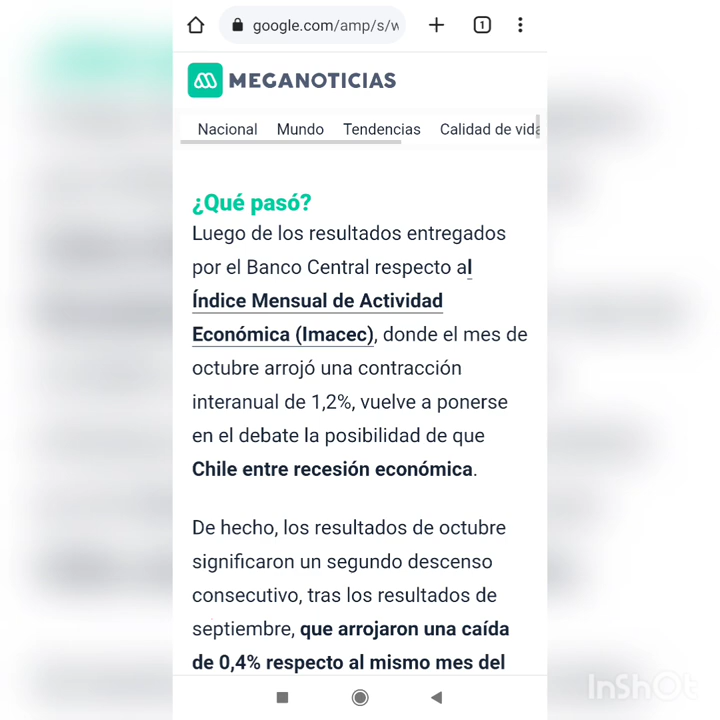 google.com/amp/s/w
1
MEGANOTICIAS
Nacional Mundo Tendencias Calidad de vida
¿Qué pasó?
Luego de los resultados entregados
por el Banco Central respecto al
Índice Mensual de Actividad
Económica (Imacec), donde el mes de
octubre arrojó una contracción
interanual de 1,2%, vuelve a ponerse
en el debate la posibilidad de que
Chile entre recesión económica.
De hecho, los resultados de octubre
significaron un segundo descenso
consecutivo, tras los resultados de
septiembre, que arrojaron una caída
de 0,4% respecto al mismo mes del
InShOt